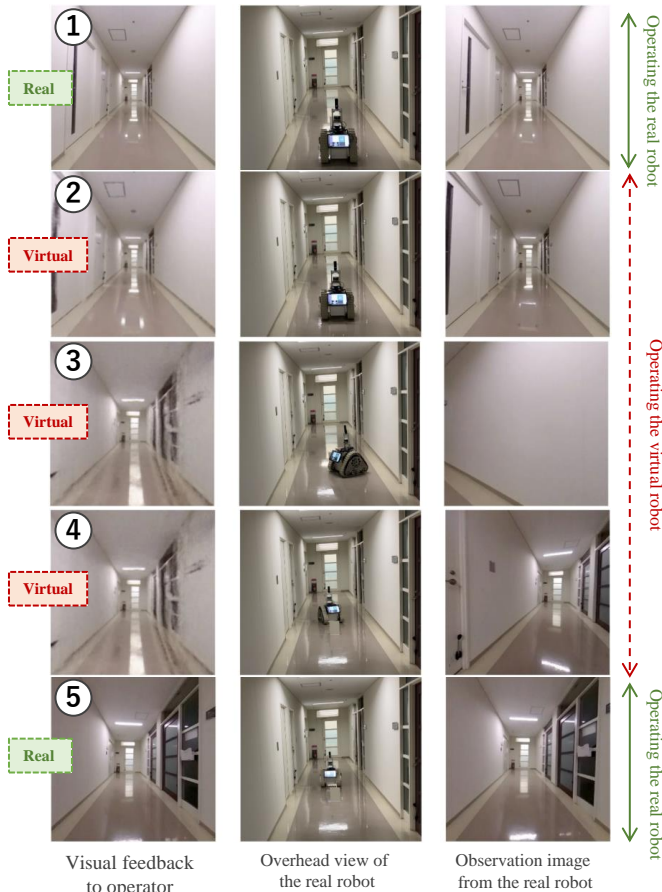 1
Real
Operating the real robot
2
Virtual
3
Virtual
Operating the virtual robot
4
Virtual
5
Real
Operating the real robot
Visual feedback
to operator
Overhead view of
the real robot
Observation image
from the real robot